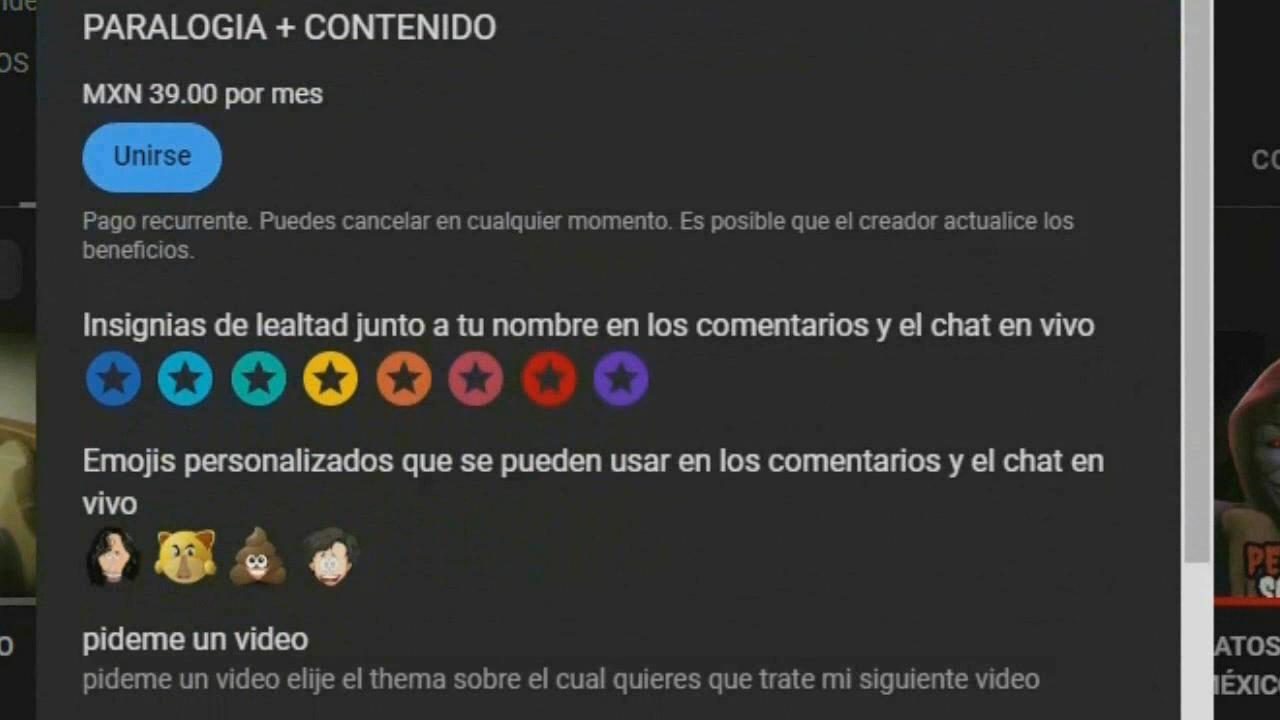 PARALOGIA + CONTENIDO
OS
MXN 39.00 por mes
Unirse
Pago recurrente. Puedes cancelar en cualquier momento. Es posible que el creador actualice los
beneficios.
Insignias de lealtad junto a tu nombre en los comentarios y el chat en vivo
Emojis personalizados que se pueden usar en los comentarios y el chat en
vivo
PE
pideme un video
ATOS
pideme un video elije el thema sobre el cual quieres que trate mi siguiente video